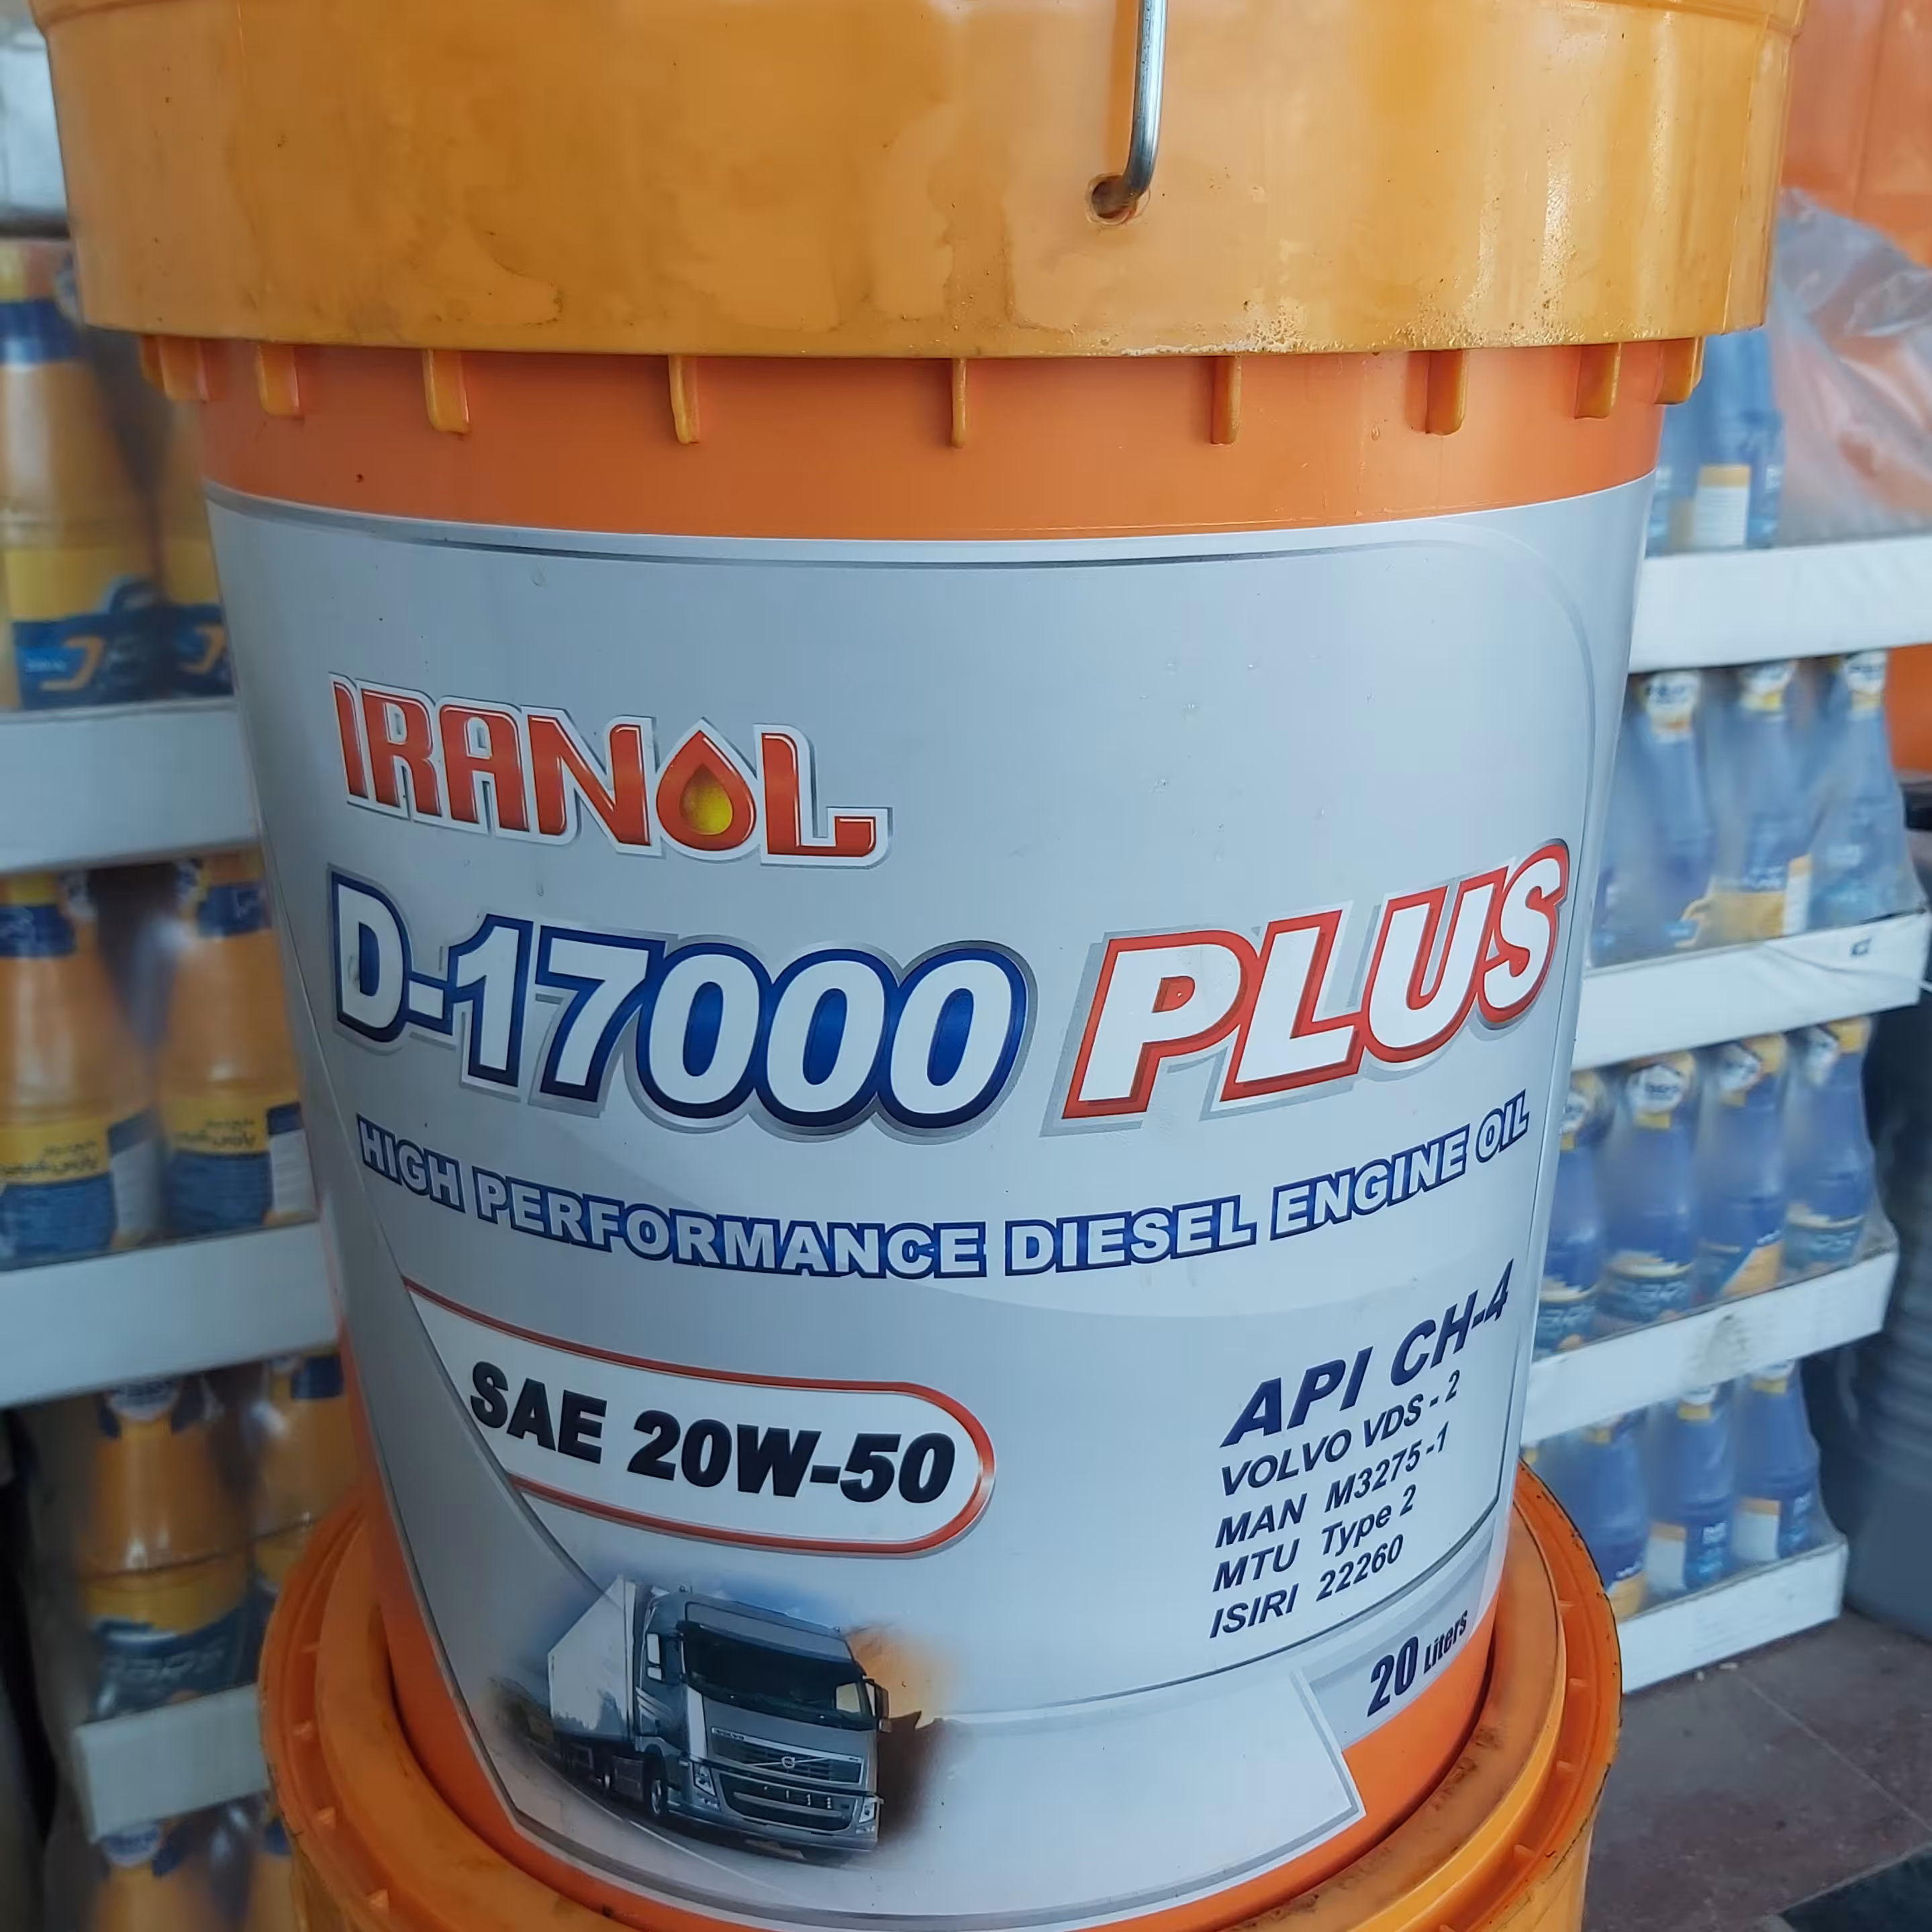 IRANOL
D-17000 PLUS
HIGH PERFORMANCE DIESEL ENGINE OIL
SAE 20W-50
API CH-4
VOLVO VDS - 2
MAN M3275-1
MTU Type 2
ISIRI 22260
20 Liters